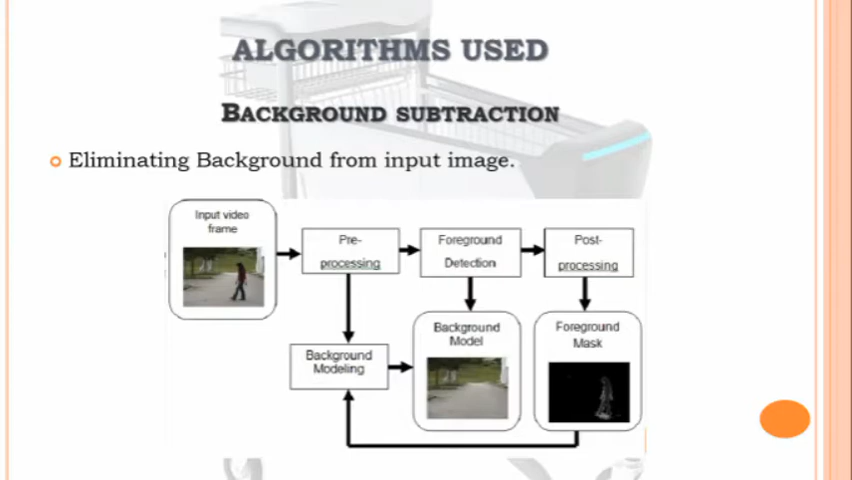 ALGORITHMS USED
BACKGROUND SUBTRACTION
Eliminating Background from input image.
Input video
frame
Pre-
processing
Foreground
Detection
Post-
processing
Background
Modeling
Background
Model
Foreground
Mask